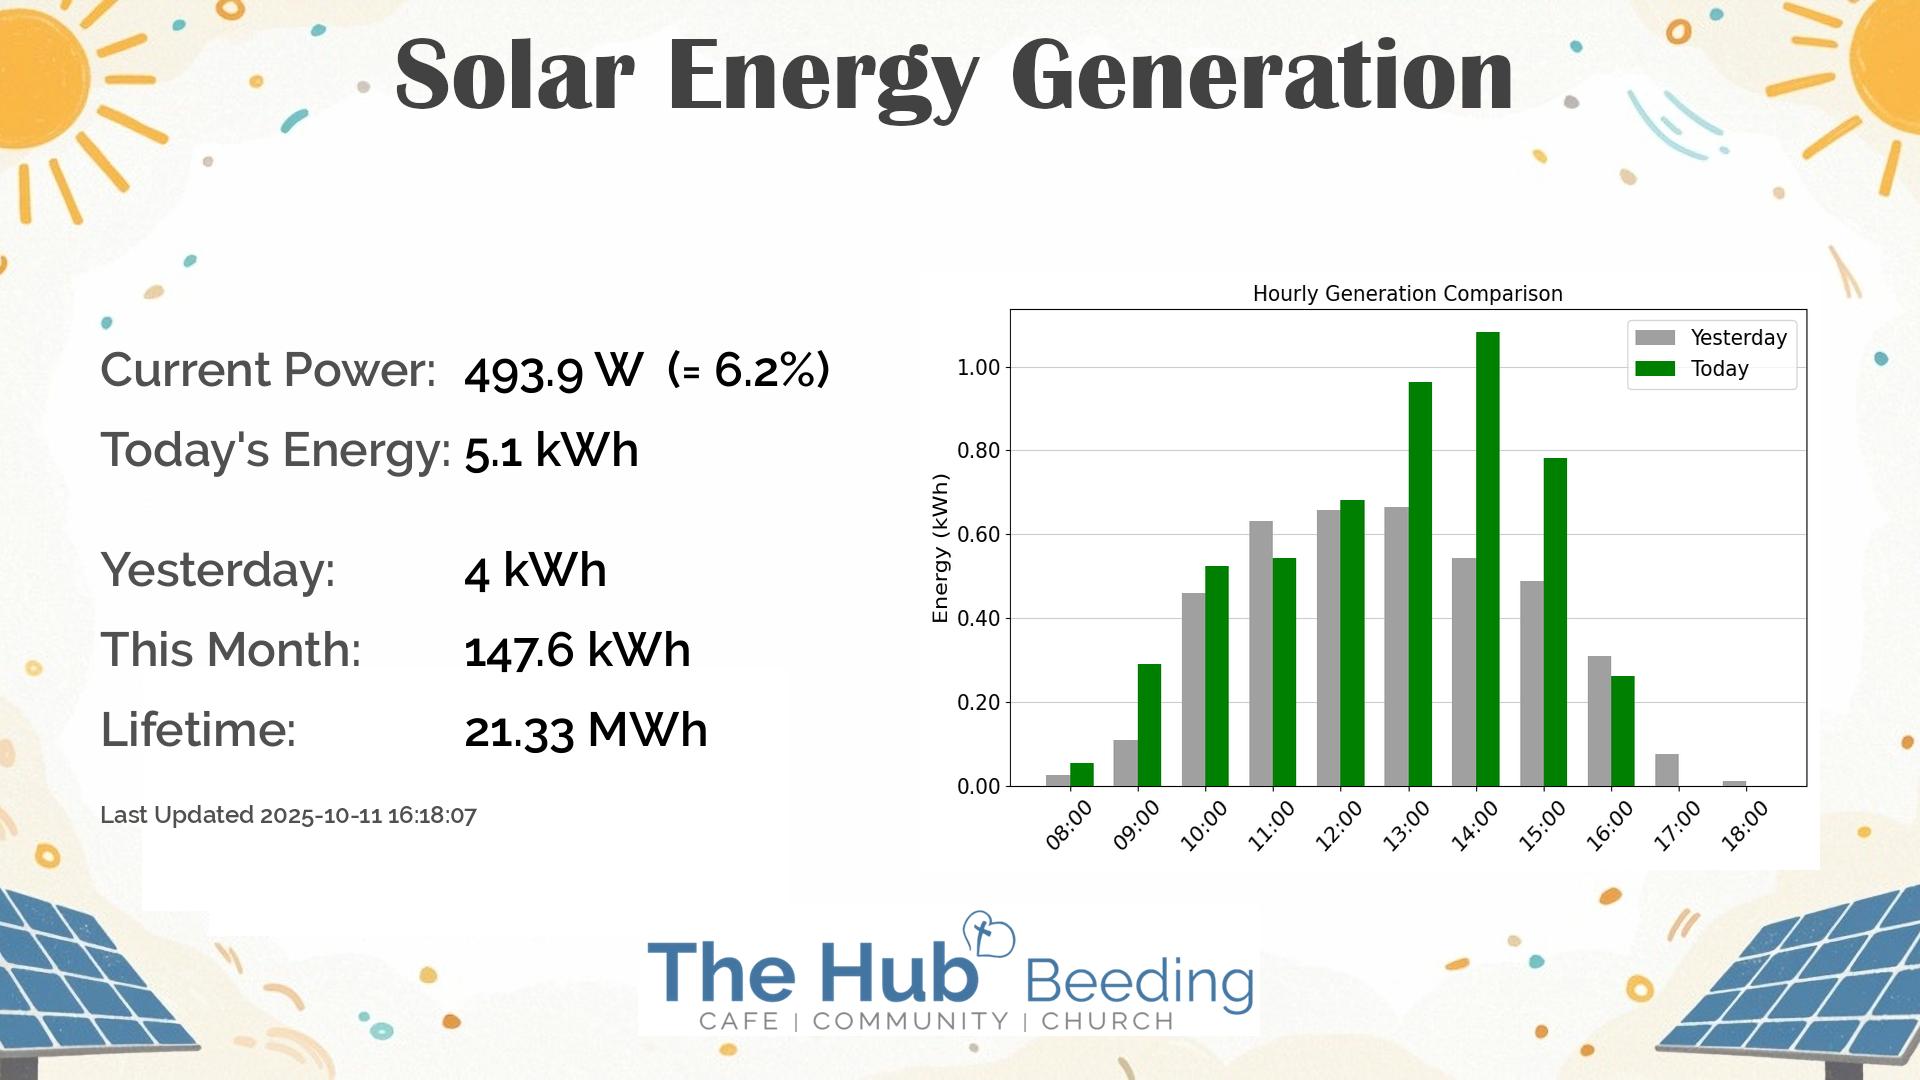 Solar Energy Generation
Current Power: 493.9 W (= 6.2%)
Today's Energy: 5.1 kWh
Yesterday: 4 kWh
This Month: 147.6 kWh
Lifetime: 21.33 MWh
Last Updated 2025-10-11 16:18:07
Hourly Generation Comparison
Yesterday
Today
Energy (kWh)
1.00
0.80
0.60
0.40
0.20
0.00
08:00 09:00 10:00 11:00 12:00 13:00 14:00 15:00 16:00 17:00 18:00
The Hub Beeding
CAFE | COMMUNITY | CHURCH